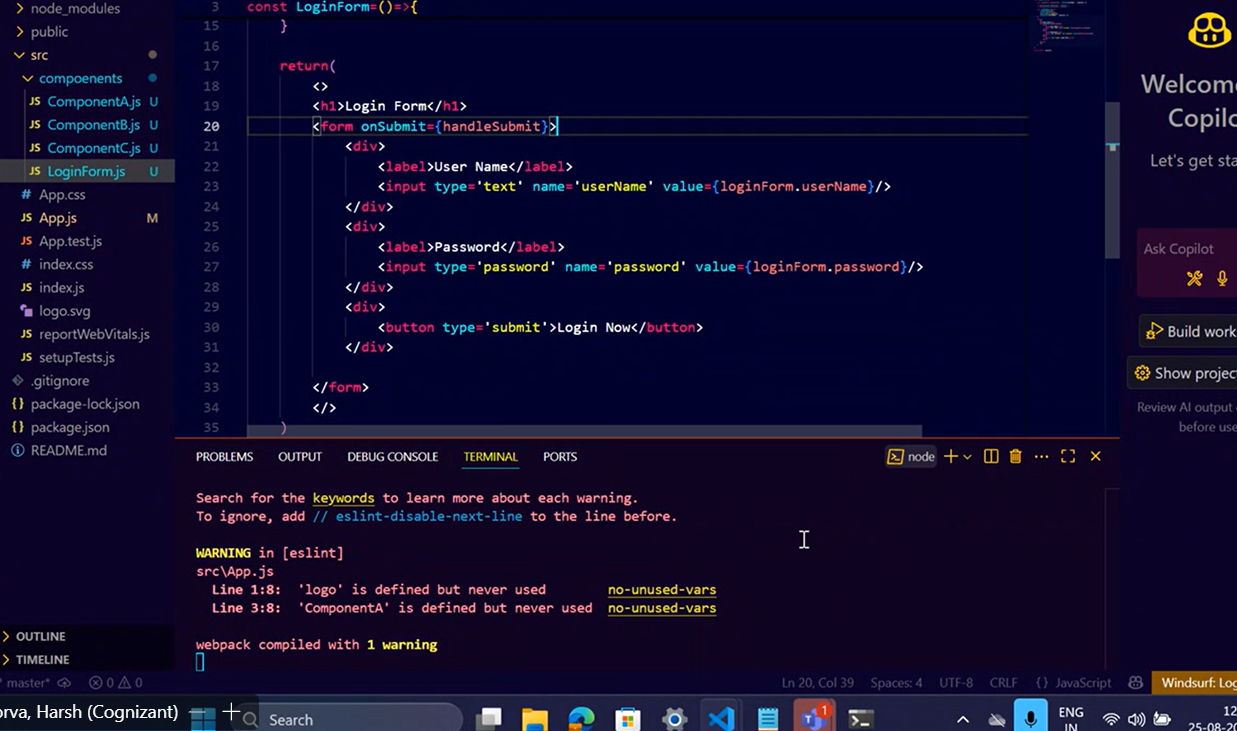 node_modules
public
src
compoenents
JS ComponentA.js U
JS ComponentB.js U
JS ComponentC.js U
JS LoginForm.js U
# App.css
JS App.js M
JS App.test.js
# index.css
JS index.js
logo.svg
JS reportWebVitals.js
JS setupTests.js
.gitignore
{} package-lock.json
{} package.json
README.md
OUTLINE
TIMELINE
3 const LoginForm=()=>{
15 }
16
17 return(
18 <>
19 <h1>Login Form</h1>
20 <form onSubmit={handleSubmit}>
21 <div>
22 <label>User Name</label>
23 <input type='text' name='userName' value={loginForm.userName}/>
24 </div>
25 <div>
26 <label>Password</label>
27 <input type='password' name='password' value={loginForm.password}/>
28 </div>
29 <div>
30 <button type='submit'>Login Now</button>
31 </div>
32
33 </form>
34 </>
35 )
PROBLEMS OUTPUT DEBUG CONSOLE TERMINAL PORTS
node
Search for the keywords to learn more about each warning.
To ignore, add // eslint-disable-next-line to the line before.
WARNING in [eslint]
src\App.js
Line 1:8: 'logo' is defined but never used no-unused-vars
Line 3:8: 'ComponentA' is defined but never used no-unused-vars
webpack compiled with 1 warning
Welcome
Copilo
Let's get sta
Ask Copilot
Build work
Show projec
Review AI output
before use
master* 0 0
Ln 20, Col 39 Spaces: 4 UTF-8 CRLF {} JavaScript
Windsurf: Log
orva, Harsh (Cognizant)
Search
1
ENG
IN
12
25-08-20